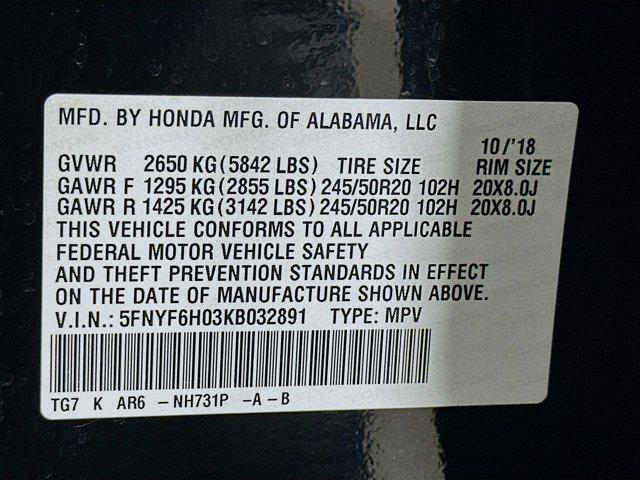 MFD. BY HONDA MFG. OF ALABAMA, LLC
10/'18
GVWR 2650 KG (5842 LBS) TIRE SIZE RIM SIZE
GAWR F 1295 KG (2855 LBS) 245/50R20 102H 20X8.0J
GAWR R 1425 KG (3142 LBS) 245/50R20 102H 20X8.0J
THIS VEHICLE CONFORMS TO ALL APPLICABLE
FEDERAL MOTOR VEHICLE SAFETY
AND THEFT PREVENTION STANDARDS IN EFFECT
ON THE DATE OF MANUFACTURE SHOWN ABOVE.
V.I.N.: 5FNYF6H03KB032891 TYPE: MPV
TG7 K AR6 -NH731P -A-B